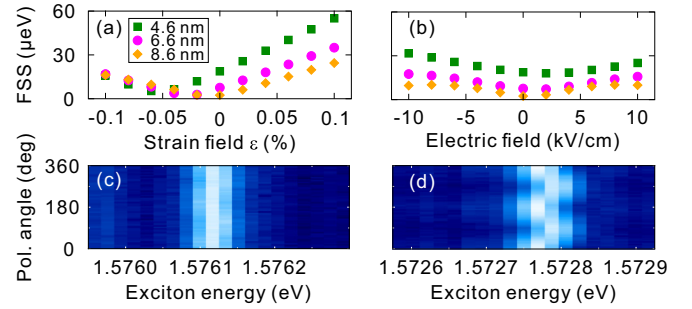 (a)
4.6 nm
6.6 nm
8.6 nm
(b)
FSS (µeV)
60
30
0
-0.1 -0.05 0 0.05 0.1
-10 -5 0 5 10
Strain field ε (%)
Electric field (kV/cm)
(c)
(d)
Pol. angle (deg)
360
180
0
1.5760 1.5761 1.5762
1.5726 1.5727 1.5728 1.5729
Exciton energy (eV)
Exciton energy (eV)